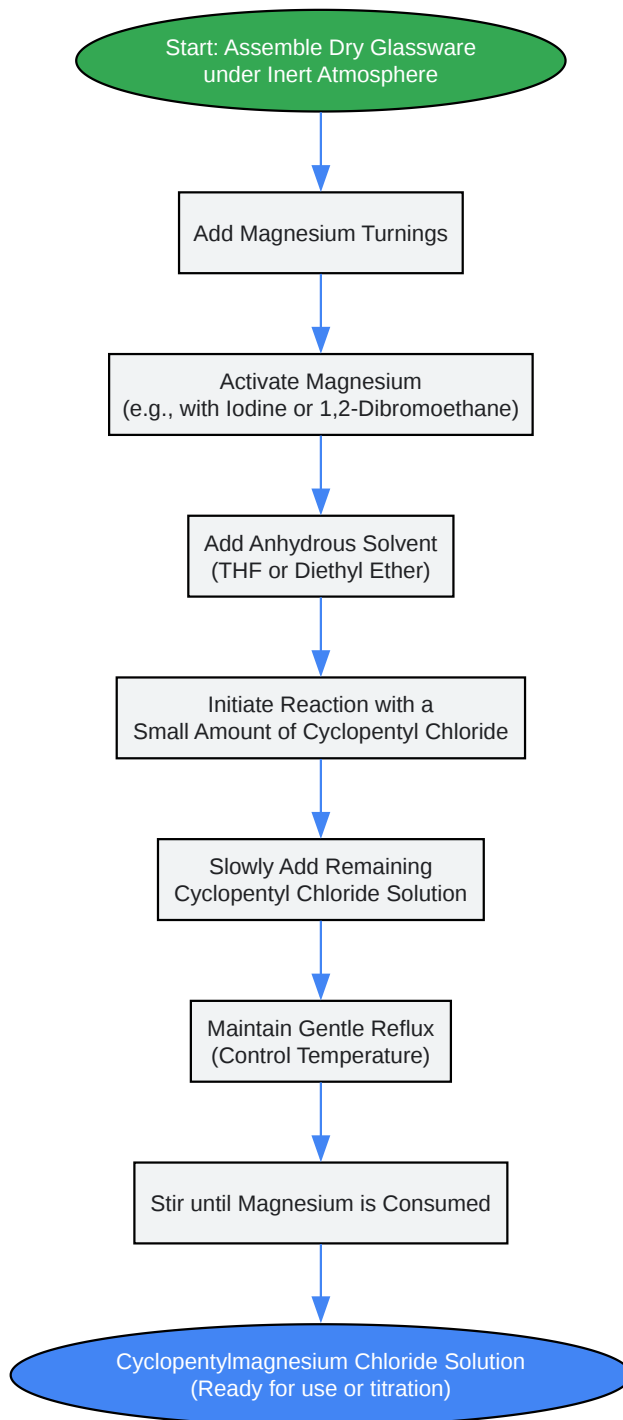 Start: Assemble Dry Glassware
under Inert Atmosphere
Add Magnesium Turnings
Activate Magnesium
(e.g., with Iodine or 1,2-Dibromoethane)
Add Anhydrous Solvent
(THF or Diethyl Ether)
Initiate Reaction with a
Small Amount of Cyclopentyl Chloride
Slowly Add Remaining
Cyclopentyl Chloride Solution
Maintain Gentle Reflux
(Control Temperature)
Stir until Magnesium is Consumed
Cyclopentylmagnesium Chloride Solution
(Ready for use or titration)